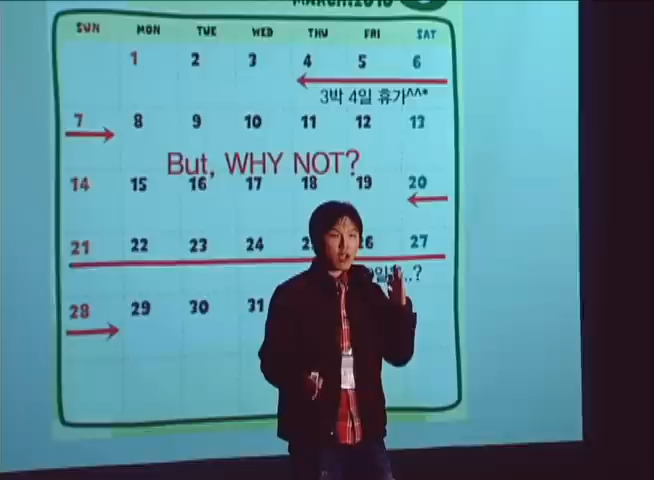 MARCH.2010
SUN MON TUE WED THU FRI SAT
1 2 3 4 5 6
3박 4일 휴가^^*
7 8 9 10 11 12 13
But, WHY NOT?
14 15 16 17 18 19 20
21 22 23 24 26 27
28 29 30 31